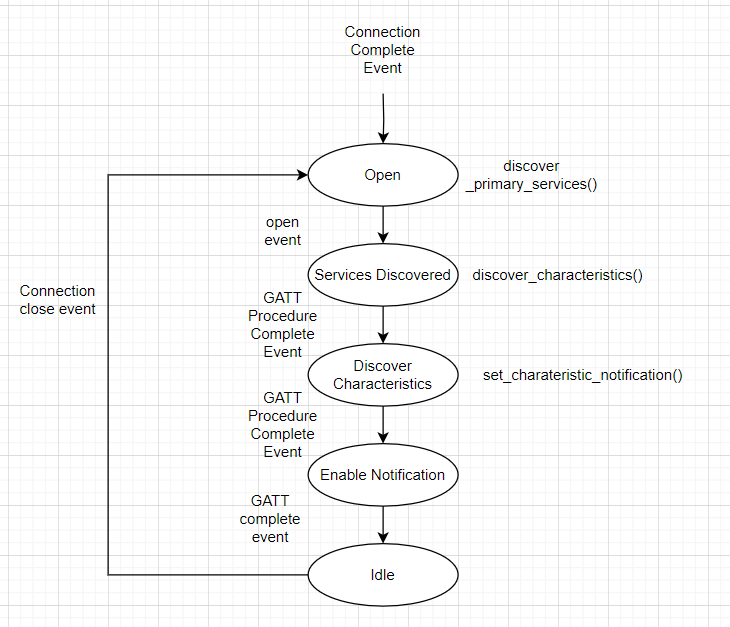 Connection
Complete
Event
Open
discover
_primary_services()
open
event
Services Discovered
discover_characteristics()
Connection
close event
GATT
Procedure
Complete
Event
Discover
Characteristics
set_charateristic_notification()
GATT
Procedure
Complete
Event
Enable Notification
GATT
complete
event
Idle